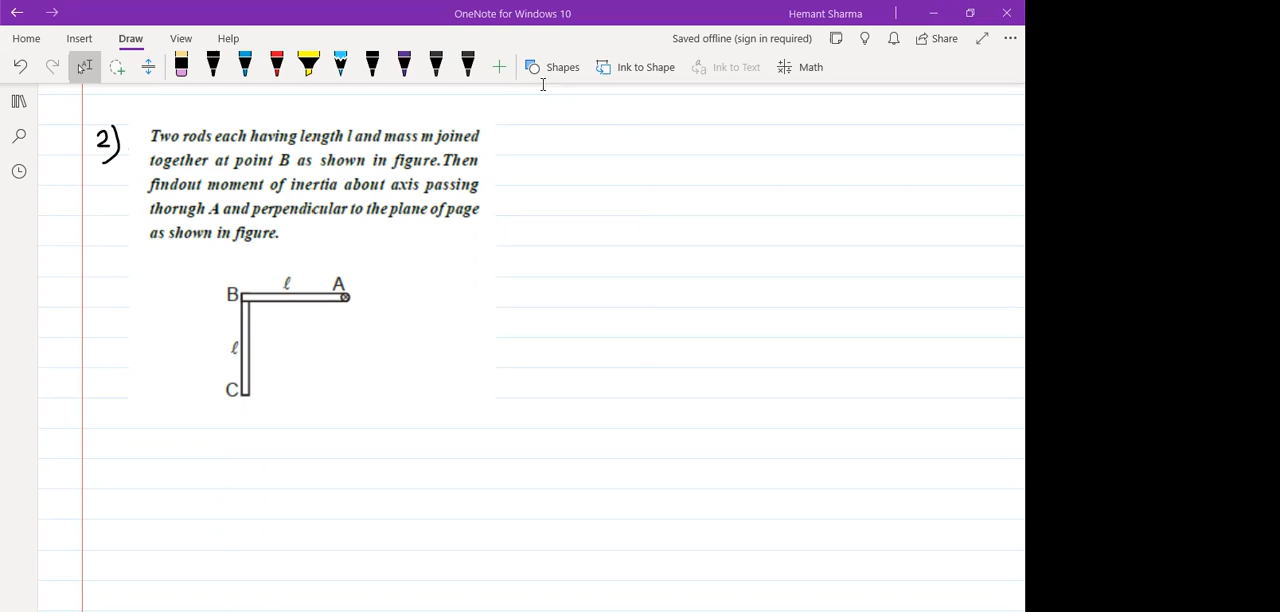 OneNote for Windows 10
Hemant Sharma
Home Insert Draw View Help
Saved offline (sign in required)
Share
Shapes
Ink to Shape
Ink to Text
Math
2)
Two rods each having length l and mass m joined
together at point B as shown in figure.Then
findout moment of inertia about axis passing
thorugh A and perpendicular to the plane of page
as shown in figure.
ℓ A
B
ℓ
C